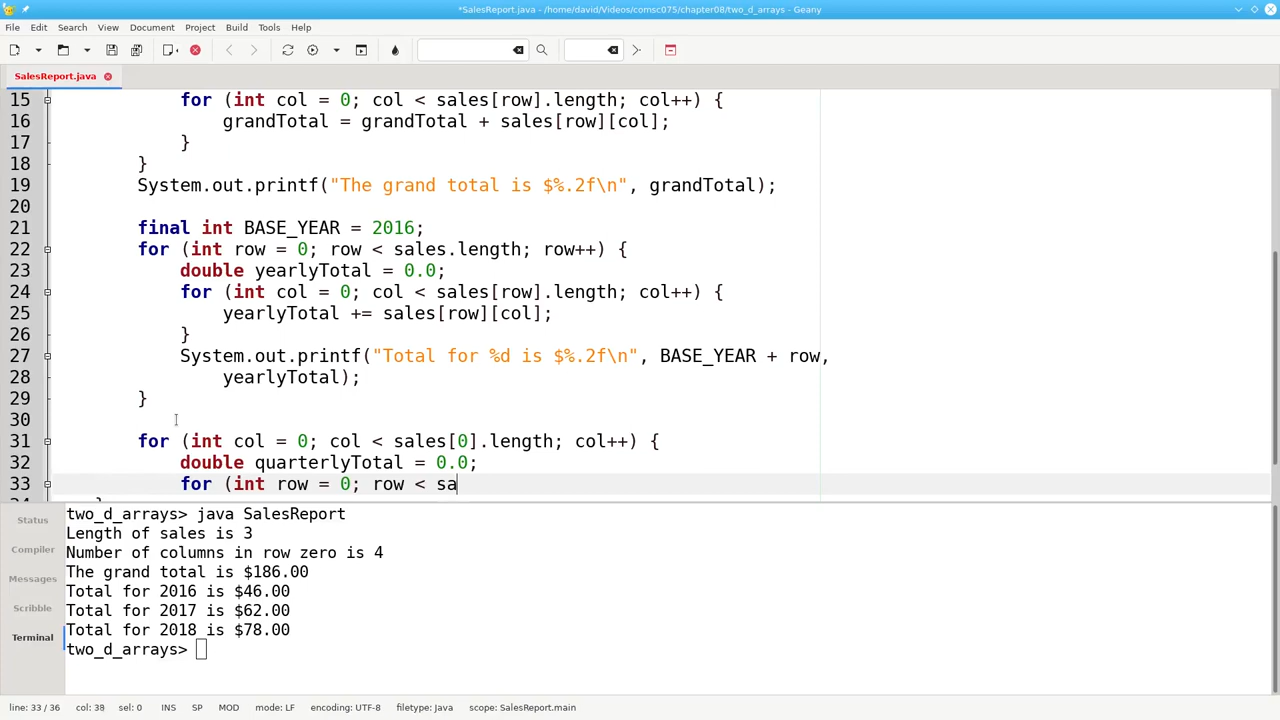 *SalesReport.java - /home/david/Videos/comsc075/chapter08/two_d_arrays - Geany
File Edit Search View Document Project Build Tools Help
SalesReport.java
15 for (int col = 0; col < sales[row].length; col++) {
16 grandTotal = grandTotal + sales[row][col];
17 }
18 }
19 System.out.printf("The grand total is $%.2f\n", grandTotal);
20
21 final int BASE_YEAR = 2016;
22 for (int row = 0; row < sales.length; row++) {
23 double yearlyTotal = 0.0;
24 for (int col = 0; col < sales[row].length; col++) {
25 yearlyTotal += sales[row][col];
26 }
27 System.out.printf("Total for %d is $%.2f\n", BASE_YEAR + row,
28 yearlyTotal);
29 }
30
31 for (int col = 0; col < sales[0].length; col++) {
32 double quarterlyTotal = 0.0;
33 for (int row = 0; row < sa
Status
Compiler
Messages
Scribble
Terminal
two_d_arrays> java SalesReport
Length of sales is 3
Number of columns in row zero is 4
The grand total is $186.00
Total for 2016 is $46.00
Total for 2017 is $62.00
Total for 2018 is $78.00
two_d_arrays>
line: 33 / 36 col: 38 sel: 0 INS SP MOD mode: LF encoding: UTF-8 filetype: Java scope: SalesReport.main